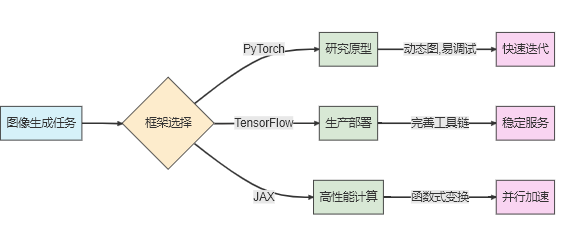 图像生成任务
框架选择
PyTorch
研究原型
动态图,易调试
快速迭代
TensorFlow
生产部署
完善工具链
稳定服务
JAX
高性能计算
函数式变换
并行加速